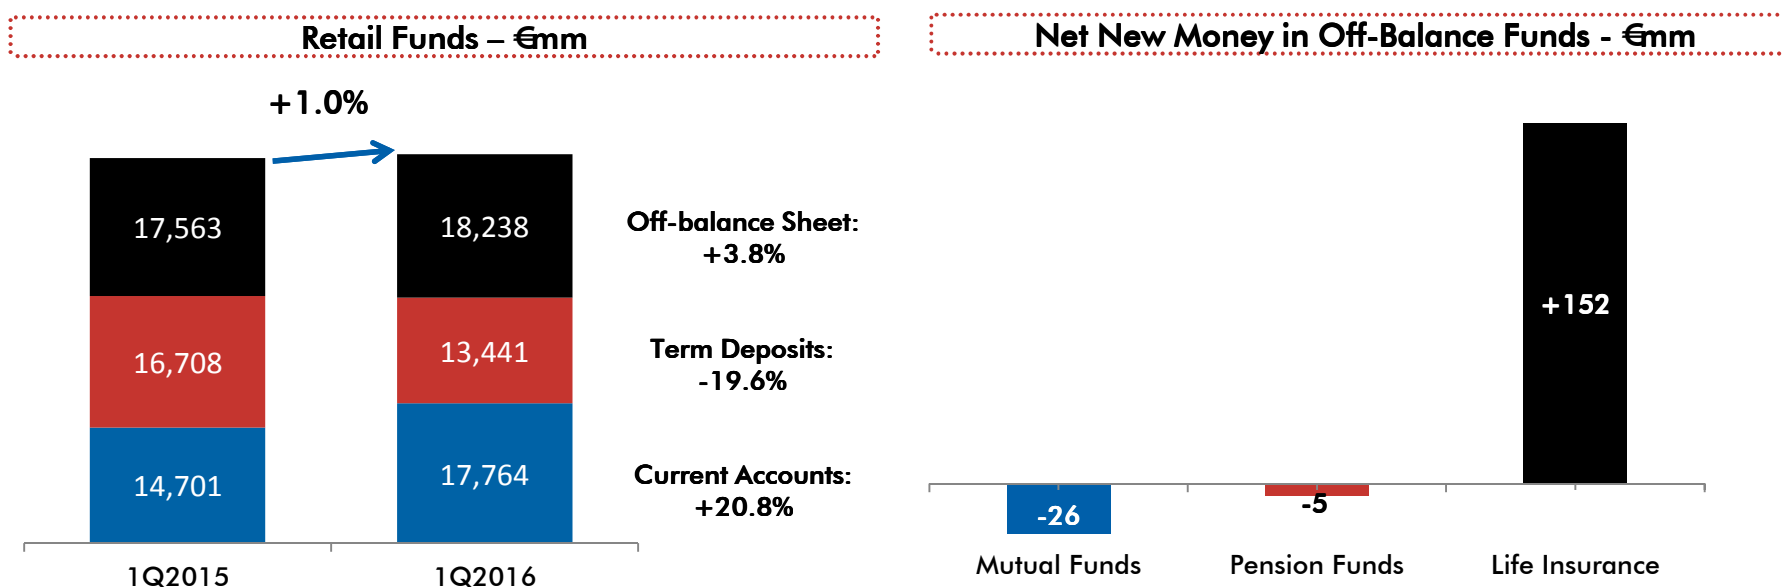 Retail Funds – €mm
+1.0%
17,563
18,238
16,708
13,441
14,701
17,764
Off-balance Sheet:
+3.8%
Term Deposits:
-19.6%
Current Accounts:
+20.8%
1Q2015
1Q2016
Net New Money in Off-Balance Funds - €mm
+152
-26
-5
Mutual Funds
Pension Funds
Life Insurance